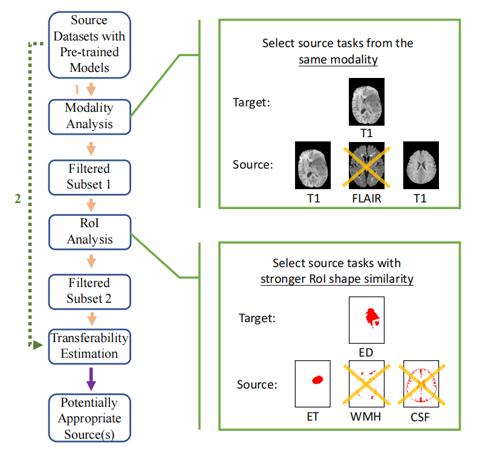 Source
Datasets with
Pre-trained
Models
1
Modality
Analysis
Filtered
Subset 1
2
RoI
Analysis
Filtered
Subset 2
Transferability
Estimation
Potentially
Appropriate
Source(s)
Select source tasks from the
same modality
Target:
T1
Source:
T1 FLAIR T1
Select source tasks with
stronger RoI shape similarity
Target:
ED
Source:
ET WMH CSF